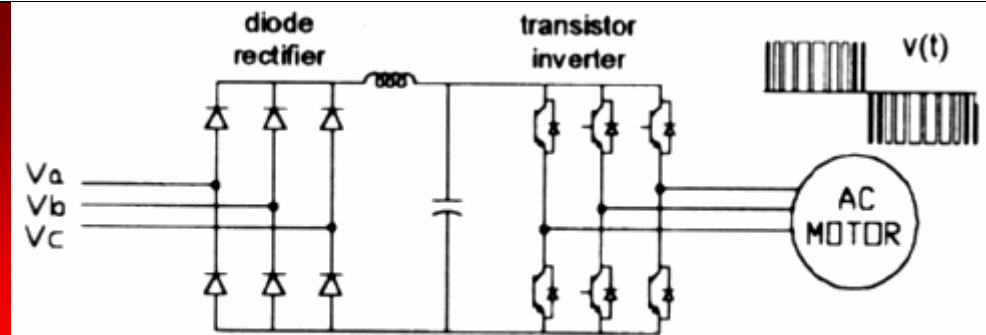 diode
rectifier
transistor
inverter
v(t)
Va
Vb
Vc
AC
MOTOR